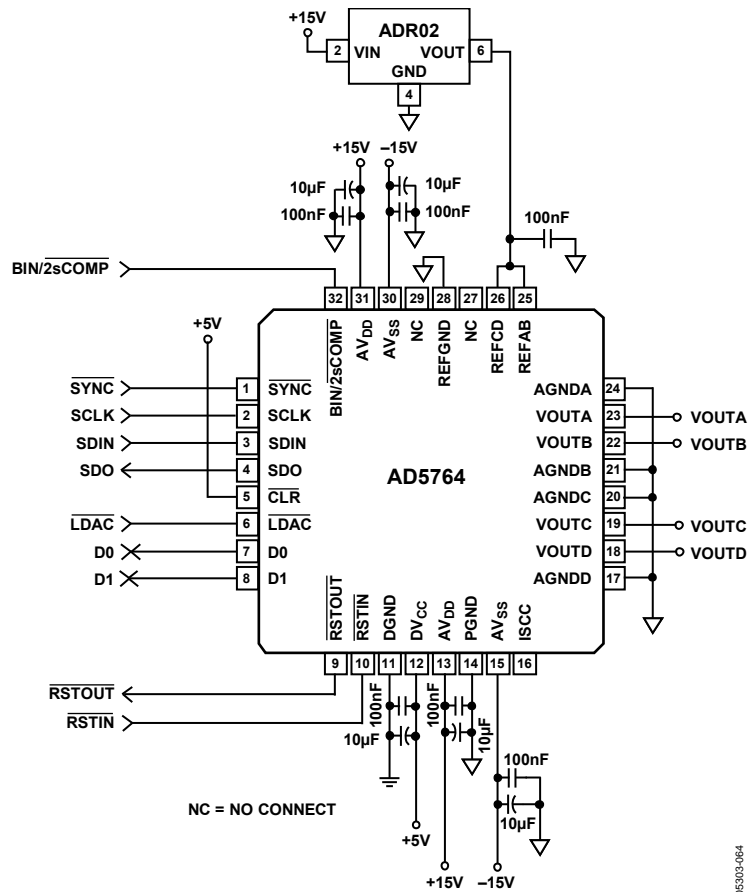 +15V
ADR02
2 VIN VOUT 6
GND
4
+15V –15V
10µF 10µF
100nF 100nF
100nF
BIN/2sCOMP
32 31 30 29 28 27 26 25
BIN/2sCOMP AVDD AVSS NC REFGND NC REFCD REFAB
+5V
SYNC 1 SYNC
SCLK 2 SCLK
SDIN 3 SDIN
SDO 4 SDO
5 CLR
LDAC 6 LDAC
D0 7 D0
D1 8 D1
AD5764
AGNDA 24
VOUTA 23 VOUTA
VOUTB 22 VOUTB
AGNDB 21
AGNDC 20
VOUTC 19 VOUTC
VOUTD 18 VOUTD
AGNDD 17
RSTOUT RSTIN DGND DVCC AVDD PGND AVSS ISCC
9 10 11 12 13 14 15 16
RSTOUT
RSTIN
100nF 100nF
10µF 10µF
100nF
10µF
NC = NO CONNECT
+5V
+15V –15V
05303-064